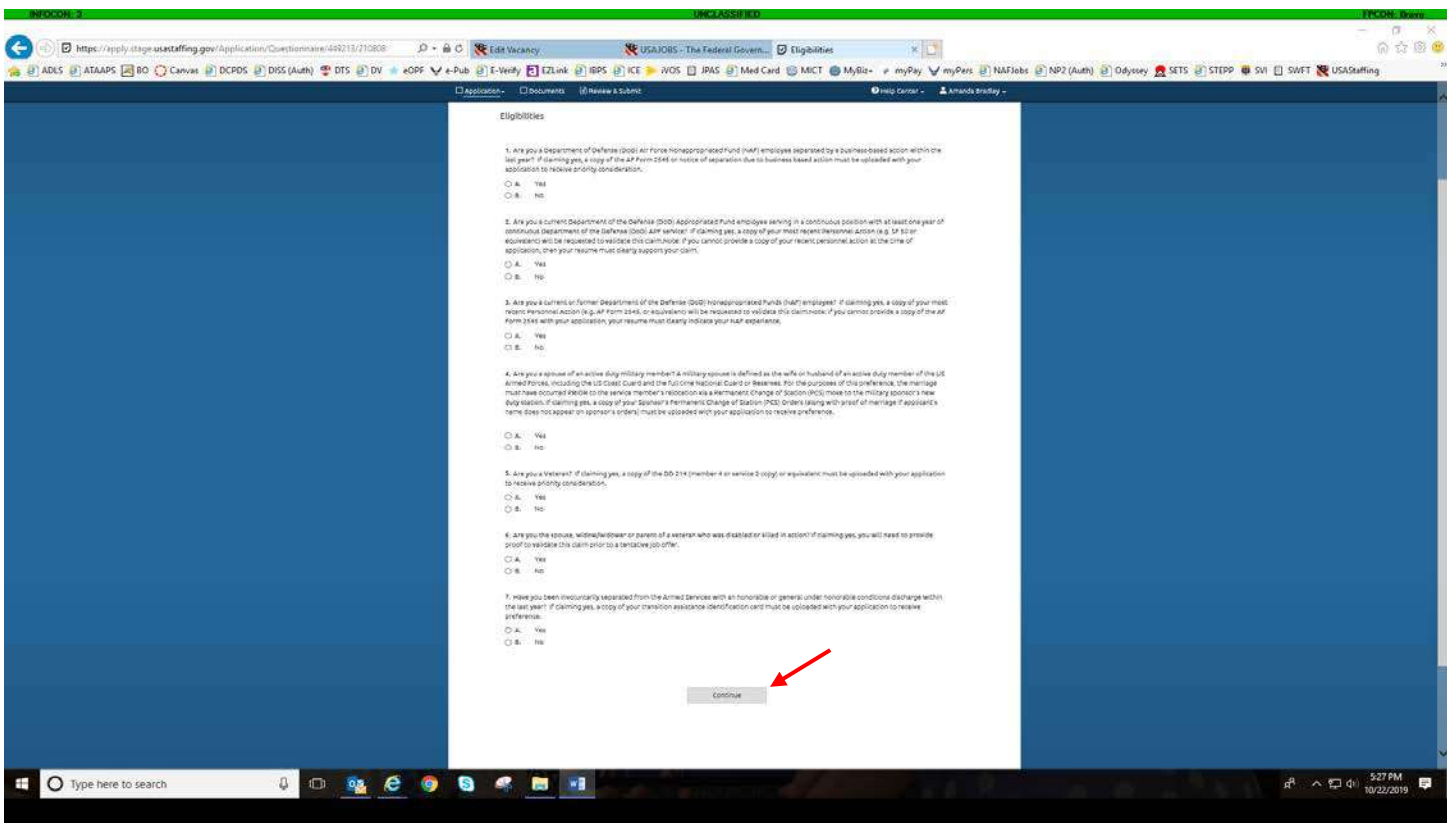 INFOCON: 3 UNCLASSIFIED FPCON: Bravo
https://apply.stage.usastaffing.gov/Application/Questionnaire/449213/210808 Edit Vacancy USAJOBS - The Federal Govern... Eligibilities
ADLS ATAAPS BO Canvas DCPDS DISS (Auth) DTS DV eOPF e-Pub E-Verify EZLink IBPS ICE iVOS JPAS Med Card MICT MyBiz+ myPay myPers NAFJobs NP2 (Auth) Odyssey SETS STEPP SVI SWFT USAStaffing
Application Documents Review & Submit Help Center Amanda Bradley
Eligibilities
1. Are you a Department of Defense (DoD) Air Force Nonappropriated Fund (NAF) employee separated by a business-based action within the
last year? If claiming yes, a copy of the AF Form 2545 or notice of separation due to business based action must be uploaded with your
application to receive priority consideration.
A. Yes
B. No
2. Are you a current Department of the Defense (DoD) Appropriated Fund employee serving in a continuous position with at least one year of
continuous Department of the Defense (DoD) APF service? If claiming yes, a copy of your most recent Personnel Action (e.g. SF 50 or
equivalent) will be requested to validate this claim.Note: if you cannot provide a copy of your recent personnel action at the time of
application, then your resume must clearly support your claim.
A. Yes
B. No
3. Are you a current or former Department of the Defense (DoD) Nonappropriated Funds (NAF) employee? If claiming yes, a copy of your most
recent Personnel Action (e.g. AF Form 2545, or equivalent) will be requested to validate this claim.Note: if you cannot provide a copy of the AF
Form 2545 with your application, your resume must clearly indicate your NAF experience.
A. Yes
B. No
4. Are you a spouse of an active duty military member? A military spouse is defined as the wife or husband of an active duty member of the US
Armed Forces, including the US Coast Guard and the full time National Guard or Reserves. For the purposes of this preference, the marriage
must have occurred PRIOR to the service member's relocation via a Permanent Change of Station (PCS) move to the military sponsor's new
duty station. If claiming yes, a copy of your Sponsor's Permanent Change of Station (PCS) Orders (along with proof of marriage if applicant's
name does not appear on sponsor's orders) must be uploaded with your application to receive preference.
A. Yes
B. No
5. Are you a Veteran? If claiming yes, a copy of the DD 214 (member 4 or service 2 copy) or equivalent must be uploaded with your application
to receive priority consideration.
A. Yes
B. No
6. Are you the spouse, widow/widower or parent of a veteran who was disabled or killed in action? If claiming yes, you will need to provide
proof to validate this claim prior to a tentative job offer.
A. Yes
B. No
7. Have you been involuntarily separated from the Armed Services with an honorable or general under honorable conditions discharge within
the last year? If claiming yes, a copy of your transition assistance identification card must be uploaded with your application to receive
preference.
A. Yes
B. No
Continue
Type here to search
5:27 PM
10/22/2019